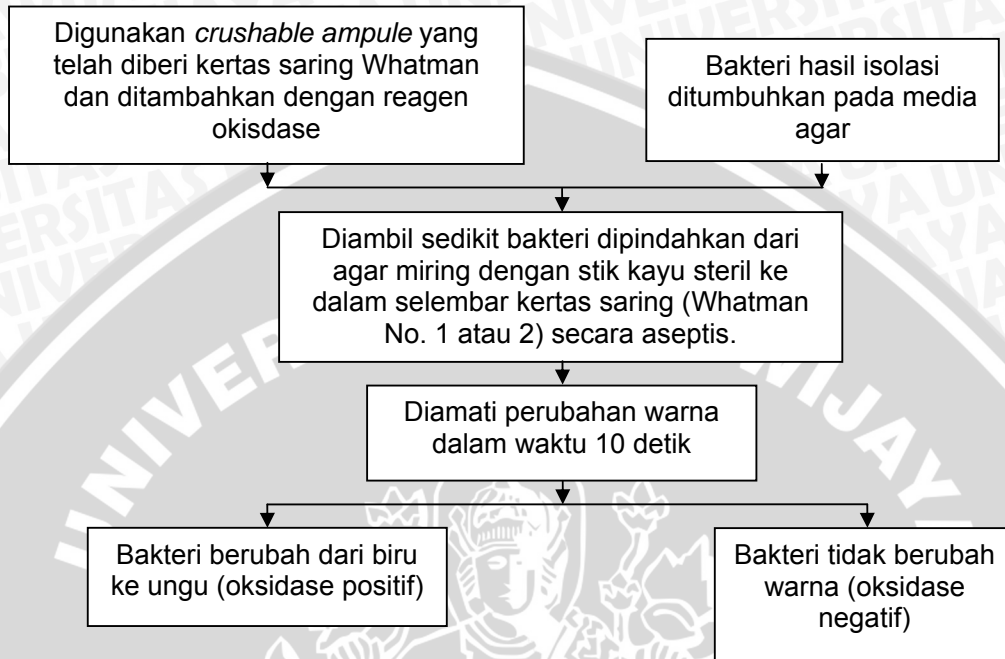 Digunakan crushable ampule yang
telah diberi kertas saring Whatman
dan ditambahkan dengan reagen
okisdase
Bakteri hasil isolasi
ditumbuhkan pada media
agar
Diambil sedikit bakteri dipindahkan dari
agar miring dengan stik kayu steril ke
dalam selembar kertas saring (Whatman
No. 1 atau 2) secara aseptis.
Diamati perubahan warna
dalam waktu 10 detik
Bakteri berubah dari biru
ke ungu (oksidase positif)
Bakteri tidak berubah
warna (oksidase
negatif)